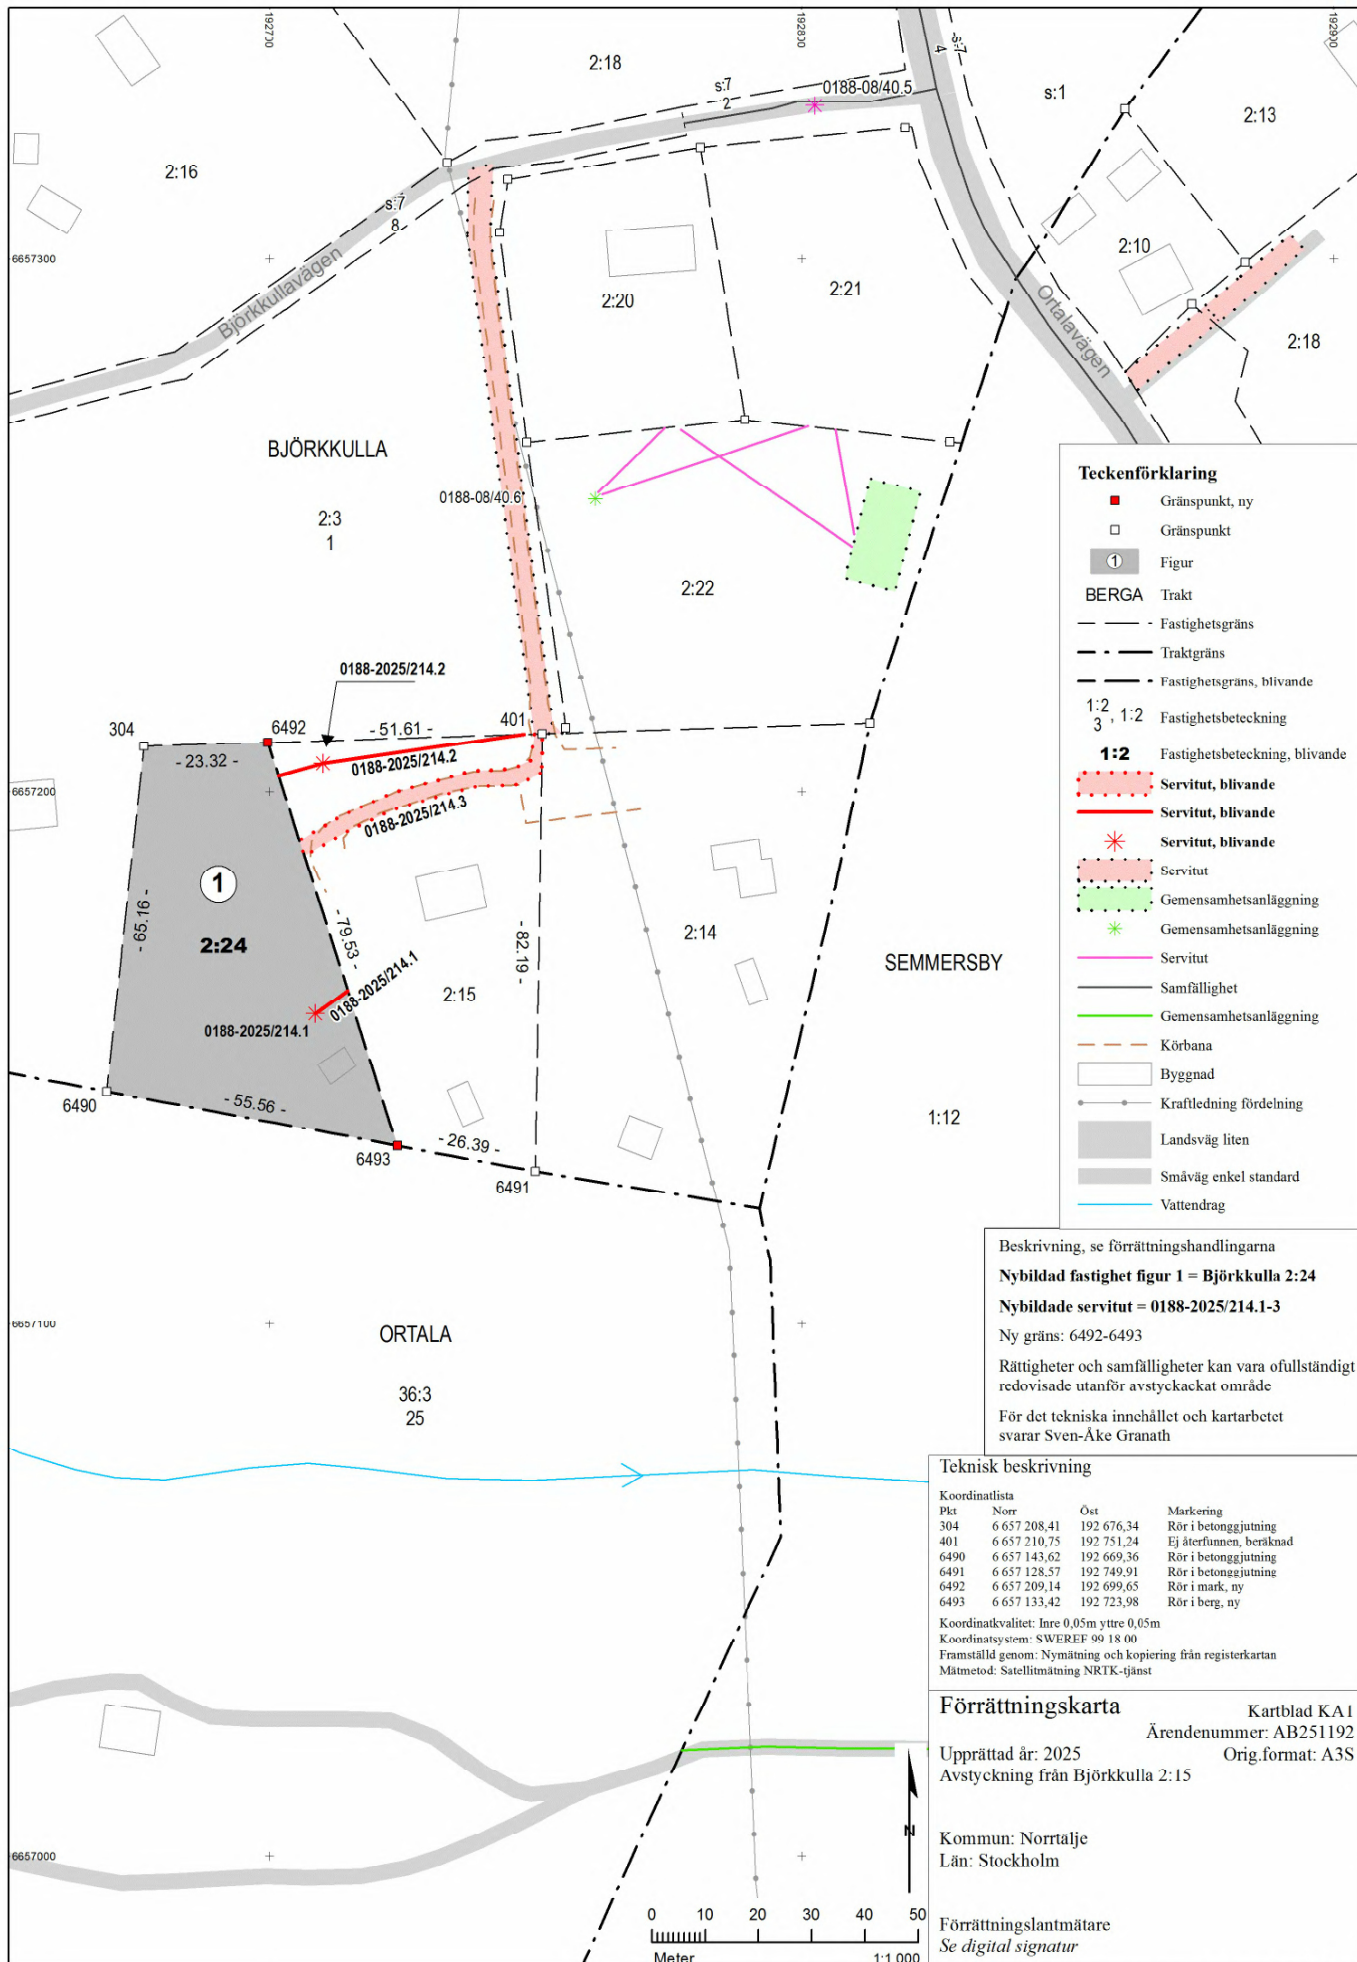 192700
192800
192900
2:18
s:7
2
0188-08/40.5
s:7
4
s:1
2:13
2:16
s:7
8
Björkkullavägen
6657300
2:20
2:21
2:10
Ortalavägen
2:18
BJÖRKKULLA
2:3
1
0188-08/40.6
2:22
0188-2025/214.2
304
6492
- 51.61 -
401
- 23.32 -
0188-2025/214.2
6657200
0188-2025/214.3
1
- 65.16 -
2:24
- 79.53 -
- 82.19 -
2:14
2:15
SEMMERSBY
0188-2025/214.1
0188-2025/214.1
6490
- 55.56 -
6493
- 26.39 -
6491
1:12
6657100
ORTALA
36:3
25
6657000
Teckenförklaring
Gränspunkt, ny
Gränspunkt
1 Figur
BERGA Trakt
Fastighetsgräns
Traktgräns
Fastighetsgräns, blivande
1:2
3 , 1:2 Fastighetsbeteckning
1:2 Fastighetsbeteckning, blivande
Servitut, blivande
Servitut, blivande
Servitut, blivande
Servitut
Gemensamhetsanläggning
Gemensamhetsanläggning
Servitut
Samfällighet
Gemensamhetsanläggning
Körbana
Byggnad
Kraftledning fördelning
Landsväg liten
Småväg enkel standard
Vattendrag
Beskrivning, se förrättningshandlingarna
Nybildad fastighet figur 1 = Björkkulla 2:24
Nybildade servitut = 0188-2025/214.1-3
Ny gräns: 6492-6493
Rättigheter och samfälligheter kan vara ofullständigt
redovisade utanför avstyckackat område
För det tekniska innehållet och kartarbetet
svarar Sven-Åke Granath
Teknisk beskrivning
Koordinatlista
Pkt Norr Öst Markering
304 6 657 208,41 192 676,34 Rör i betonggjutning
401 6 657 210,75 192 751,24 Ej återfunnen, beräknad
6490 6 657 143,62 192 669,36 Rör i betonggjutning
6491 6 657 128,57 192 749,91 Rör i betonggjutning
6492 6 657 209,14 192 699,65 Rör i mark, ny
6493 6 657 133,42 192 723,98 Rör i berg, ny
Koordinatkvalitet: Inre 0,05m yttre 0,05m
Koordinatsystem: SWEREF 99 18 00
Framställd genom: Nymätning och kopiering från registerkartan
Mätmetod: Satellitmätning NRTK-tjänst
Förrättningskarta
Kartblad KA1
Ärendenummer: AB251192
Upprättad år: 2025
Orig.format: A3S
Avstyckning från Björkkulla 2:15
N
Kommun: Norrtälje
Län: Stockholm
Förrättningslantmätare
Se digital signatur
0 10 20 30 40 50
Meter 1:1 000